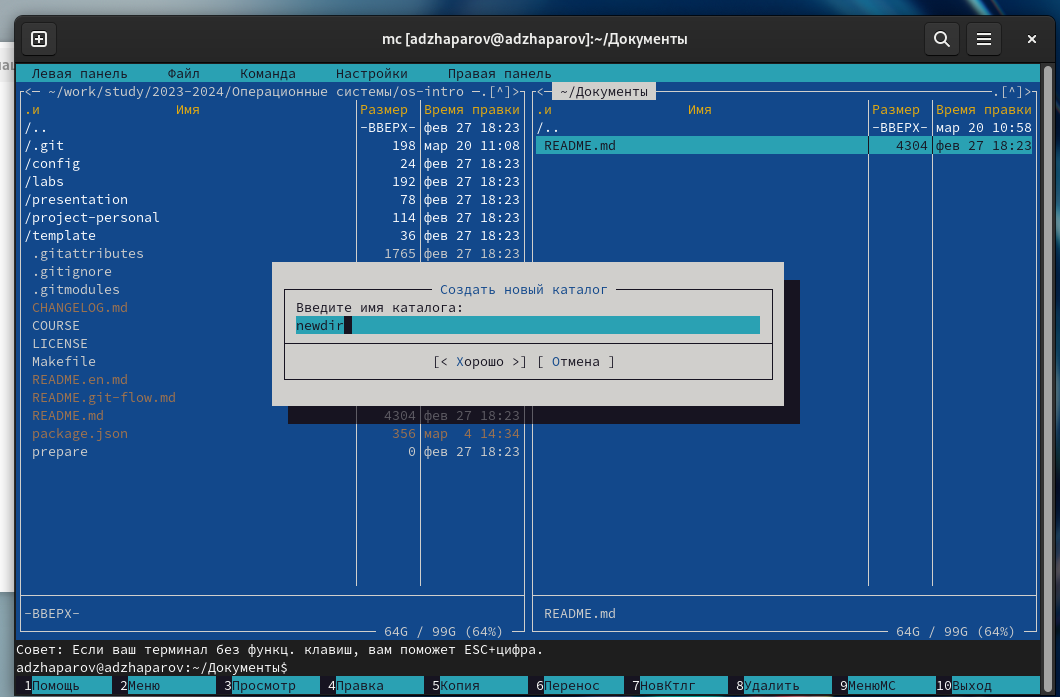 mc [adzhaparov@adzhaparov]:~/Документы
Левая панель Файл Команда Настройки Правая панель
<— ~/work/study/2023-2024/Операционные системы/os-intro —.[^]>
.и Имя Размер Время правки
/.. -ВВЕРХ- фев 27 18:23
/.git 198 мар 20 11:08
/config 24 фев 27 18:23
/labs 192 фев 27 18:23
/presentation 78 фев 27 18:23
/project-personal 114 фев 27 18:23
/template 36 фев 27 18:23
.gitattributes 1765 фев 27 18:23
.gitignore
.gitmodules
CHANGELOG.md
COURSE
LICENSE
Makefile
README.en.md
README.git-flow.md
README.md 4304 фев 27 18:23
package.json 356 мар 4 14:34
prepare 0 фев 27 18:23
-ВВЕРХ-
64G / 99G (64%)
<— ~/Документы .[^]>
.и Имя Размер Время правки
/.. -ВВЕРХ- мар 20 10:58
README.md 4304 фев 27 18:23
README.md
64G / 99G (64%)
Создать новый каталог
Введите имя каталога:
newdir
[< Хорошо >] [ Отмена ]
Совет: Если ваш терминал без функц. клавиш, вам поможет ESC+цифра.
adzhaparov@adzhaparov:~/Документы$
1Помощь 2Меню 3Просмотр 4Правка 5Копия 6Перенос 7НовКтлг 8Удалить 9МенюМС 10Выход